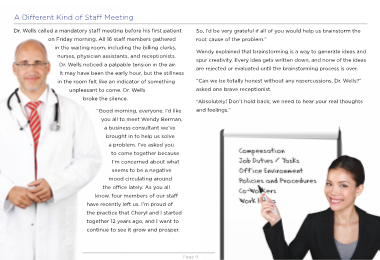 A Different Kind of Staff Meeting
Dr. Wells called a mandatory staff meeting before his first patient
on Friday morning. All 16 staff members gathered
in the waiting room, including the billing clerks,
nurses, physician assistants, and receptionists.
Dr. Wells noticed a palpable tension in the air.
It may have been the early hour, but the stillness
in the room felt like an indicator of something
unpleasant to come. Dr. Wells
broke the silence.
"Good morning, everyone. I'd like
you all to meet Wendy Berman,
a business consultant we've
brought in to help us solve
a problem. I've asked you
to come together because
I'm concerned about what
seems to be a negative
mood circulating around
the office lately. As you all
know, four members of our staff
have recently left us. I'm proud of
the practice that Cheryl and I started
together 12 years ago, and I want to
continue to see it grow and prosper.
So, I'd be very grateful if all of you would help us brainstorm the
root cause of the problem."
Wendy explained that brainstorming is a way to generate ideas and
spur creativity. Every idea gets written down, and none of the ideas
are rejected or evaluated until the brainstorming process is over.
"Can we be totally honest without any repercussions, Dr. Wells?"
asked one brave receptionist.
"Absolutely! Don't hold back; we need to hear your real thoughts
and feelings."
Compensation
Job Duties / Tasks
Office Environment
Policies and Procedures
Co-Workers
Work
Page 11